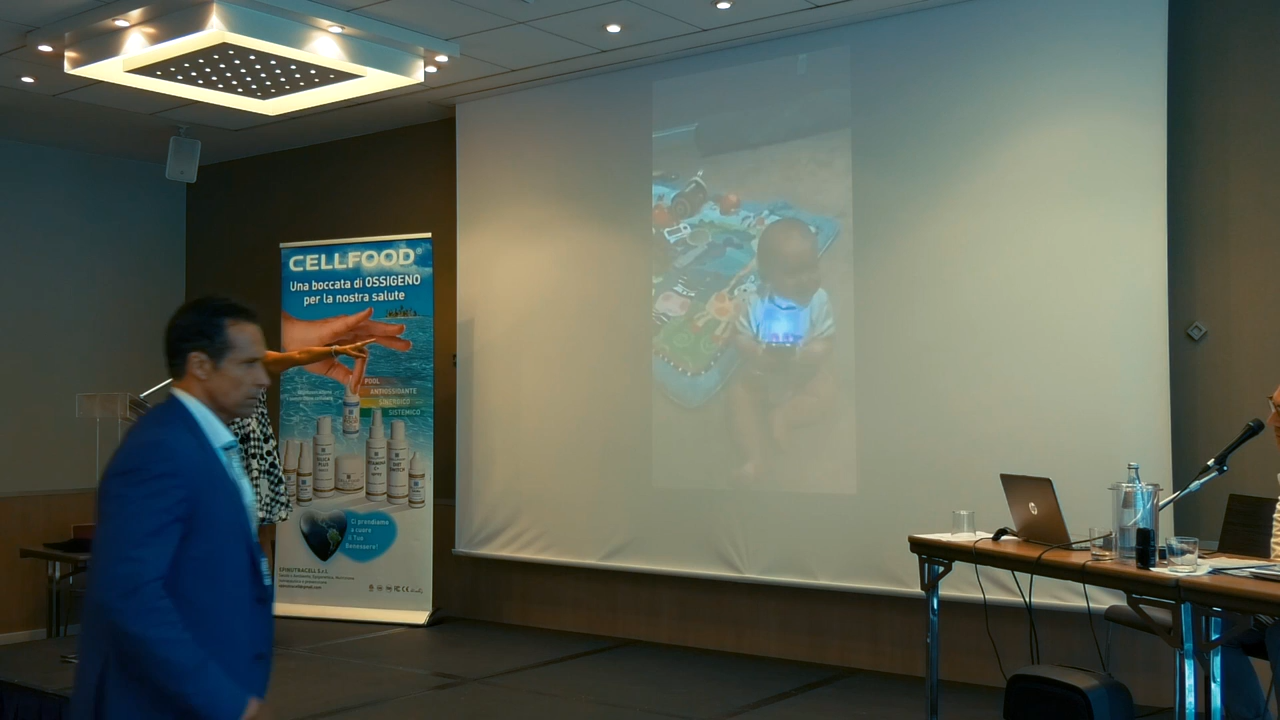 CELLFOOD®
Una boccata di OSSIGENO
per la nostra salute
POOL
ANTIOSSIDANTE
SINERGICO
SISTEMICO
Ci prendiamo
a cuore
il Tuo
Benessere!
EPINUTRACELL S.r.l.
hp